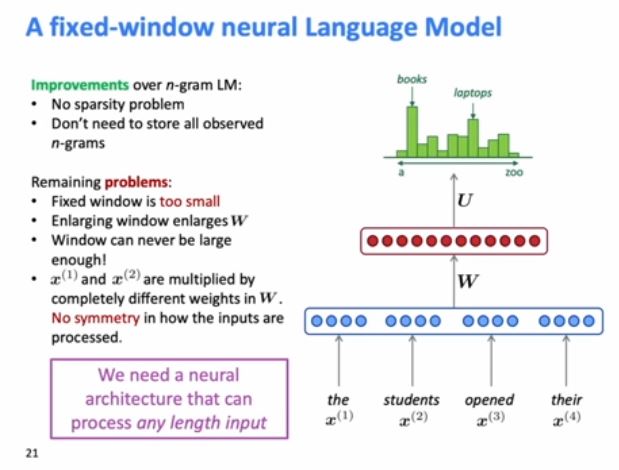 A fixed-window neural Language Model
Improvements over n-gram LM:
• No sparsity problem
• Don't need to store all observed
n-grams
Remaining problems:
• Fixed window is too small
• Enlarging window enlarges W
• Window can never be large
enough!
• x(1) and x(2) are multiplied by
completely different weights in W.
No symmetry in how the inputs are
processed.
We need a neural
architecture that can
process any length input
books
laptops
a zoo
U
W
the students opened their
x(1) x(2) x(3) x(4)
21